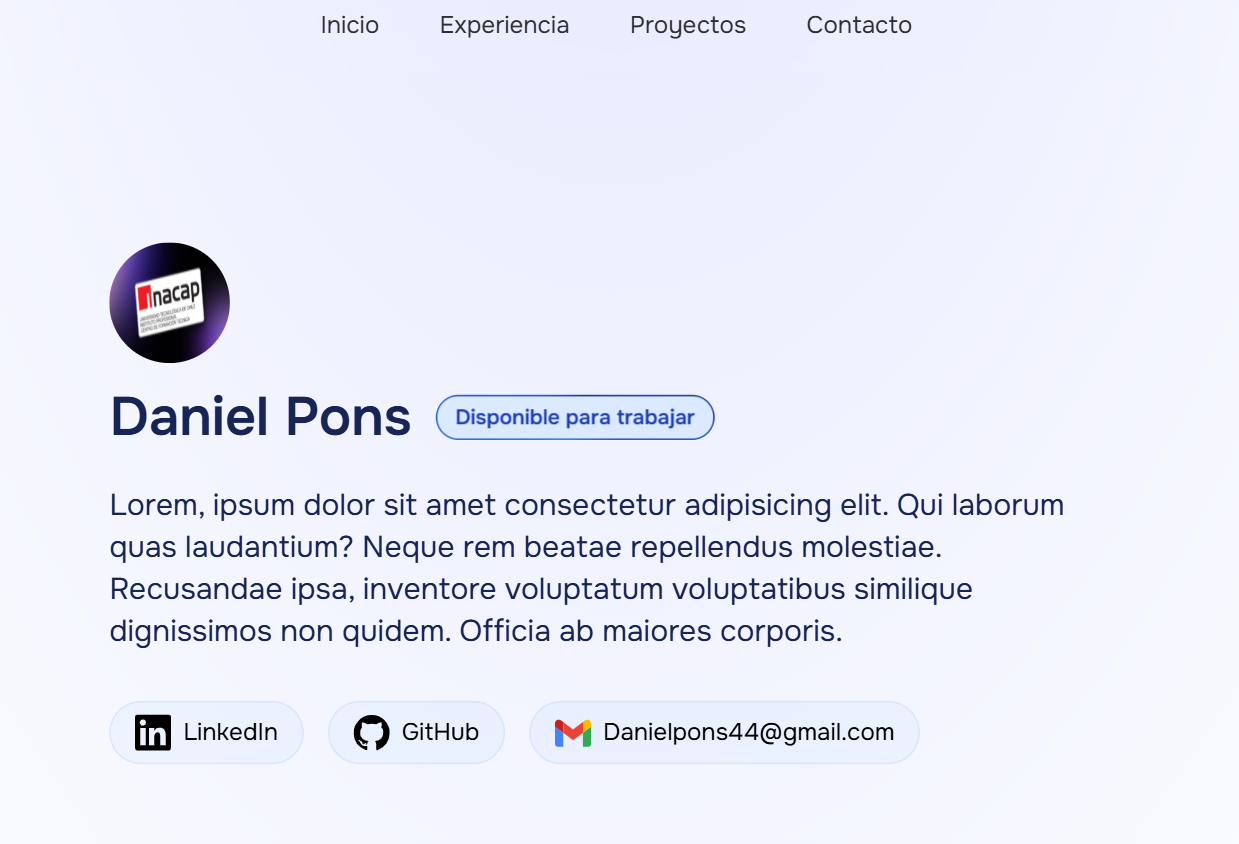 Inicio Experiencia Proyectos Contacto
inacap
Daniel Pons Disponible para trabajar
Lorem, ipsum dolor sit amet consectetur adipisicing elit. Qui laborum
quas laudantium? Neque rem beatae repellendus molestiae.
Recusandae ipsa, inventore voluptatum voluptatibus similique
dignissimos non quidem. Officia ab maiores corporis.
LinkedIn GitHub Danielpons44@gmail.com